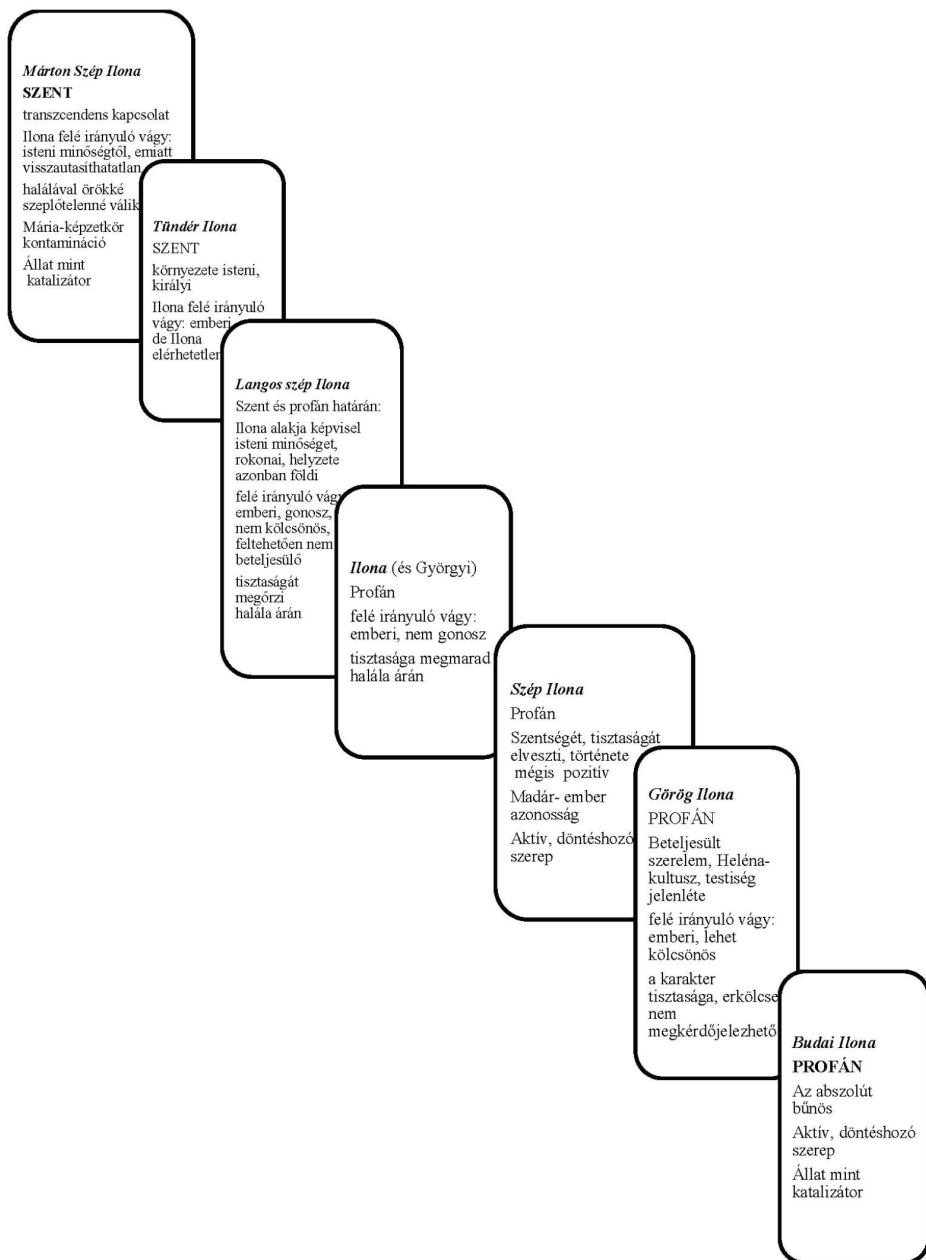 Márton Szép Ilona
SZENT
transzcendens kapcsolat
Ilona felé irányuló vágy:
isteni minőségtől, emiatt
visszautasíthatatlan
halálával örökké
szeplőtelenné válik
Mária-képzetkör
kontamináció
Állat mint
katalizátor
Tündér Ilona
SZENT
környezete isteni,
királyi
Ilona felé irányuló
vágy: emberi,
de Ilona
elérhetetlen
Langos szép Ilona
Szent és profán határán:
Ilona alakja képvisel
isteni minőséget,
rokonai, helyzete
azonban földi
felé irányuló vágy:
emberi, gonosz,
nem kölcsönös,
feltehetően nem
beteljesülő
tisztaságát
megőrzi
halála árán
Ilona (és Györgyi)
Profán
felé irányuló vágy:
emberi, nem gonosz
tisztasága megmarad
halála árán
Szép Ilona
Profán
Szentségét, tisztaságát
elveszti, története
mégis pozitív
Madár- ember
azonosság
Aktív, döntéshozó
szerep
Görög Ilona
PROFÁN
Beteljesült
szerelem, Heléna-
kultusz, testiség
jelenléte
felé irányuló vágy:
emberi, lehet
kölcsönös
a karakter
tisztasága, erkölcse
nem
megkérdőjelezhető
Budai Ilona
PROFÁN
Az abszolút
bűnös
Aktív, döntéshozó
szerep
Állat mint
katalizátor